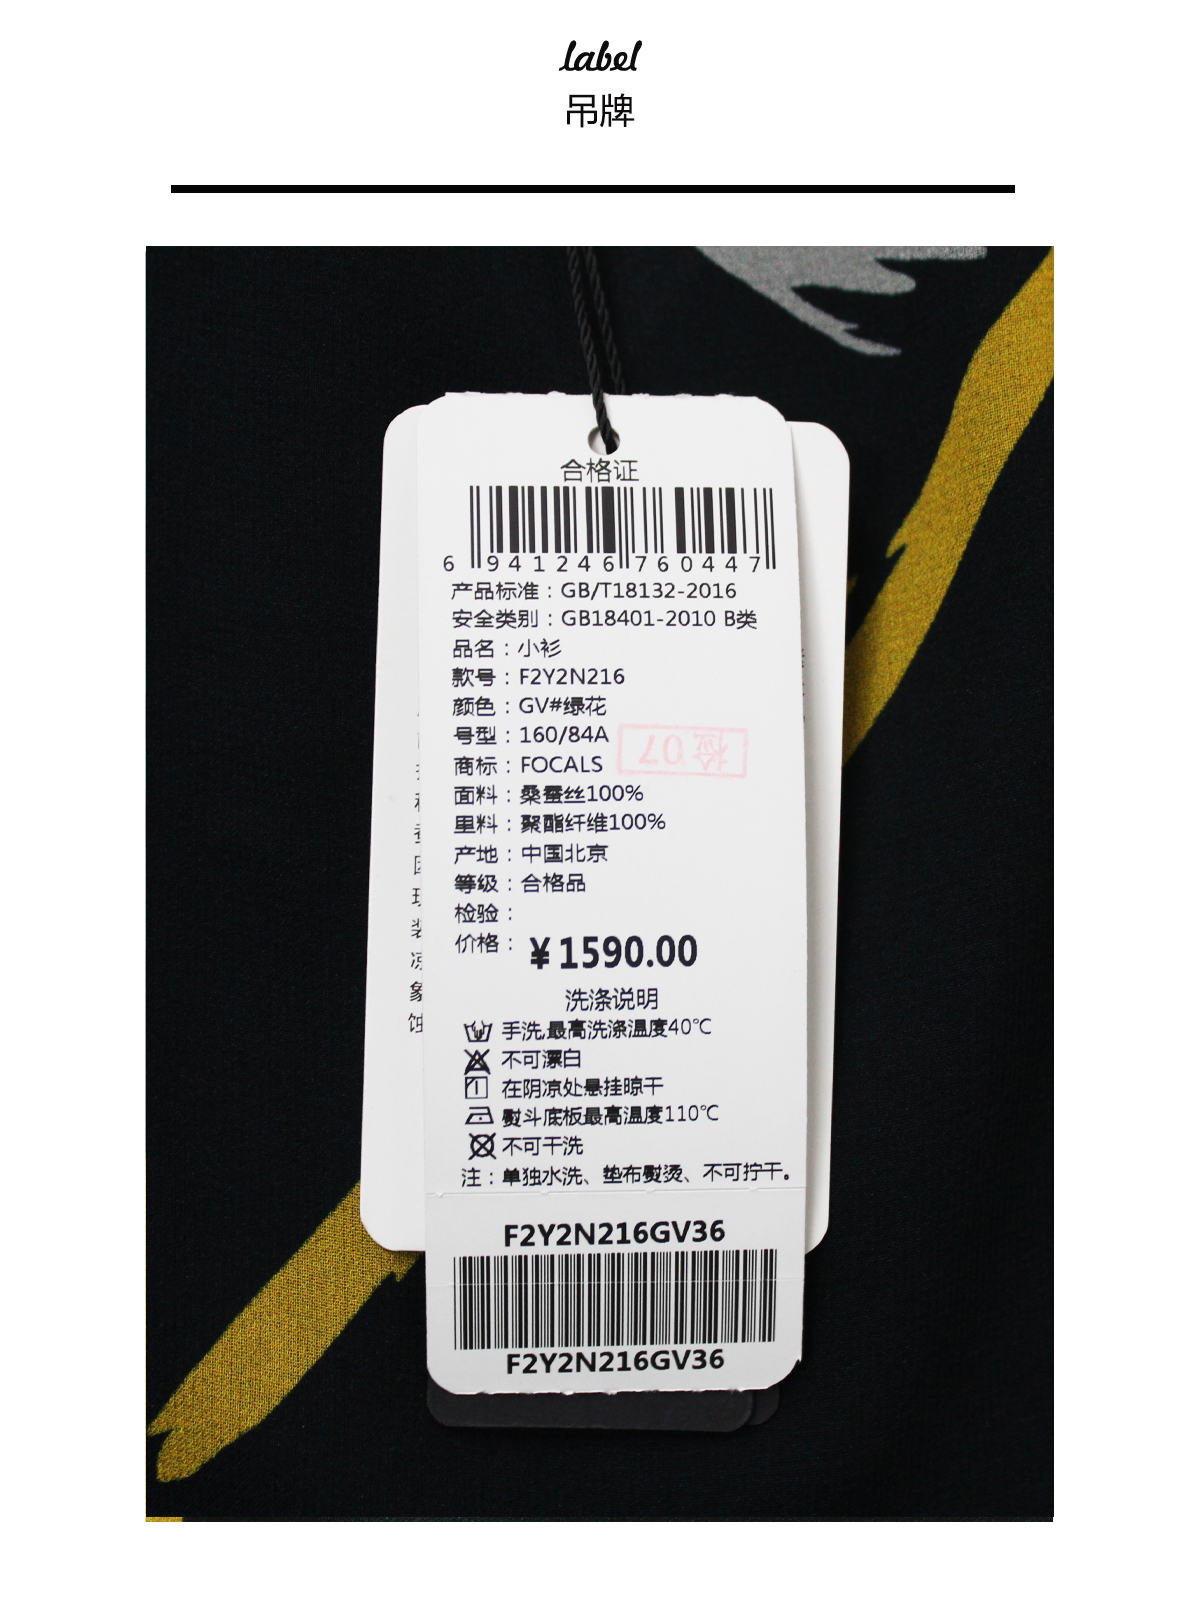 label
吊牌
合格证
6 941246 760447
产品标准：GB/T18132-2016
安全类别：GB18401-2010 B类
品名：小衫
款号：F2Y2N216
颜色：GV#绿花
号型：160/84A
检07
商标：FOCALS
面料：桑蚕丝100%
里料：聚酯纤维100%
产地：中国北京
等级：合格品
检验：
价格：¥1590.00
洗涤说明
手洗,最高洗涤温度40℃
不可漂白
在阴凉处悬挂晾干
熨斗底板最高温度110℃
不可干洗
注：单独水洗、垫布熨烫、不可拧干。
F2Y2N216GV36
F2Y2N216GV36